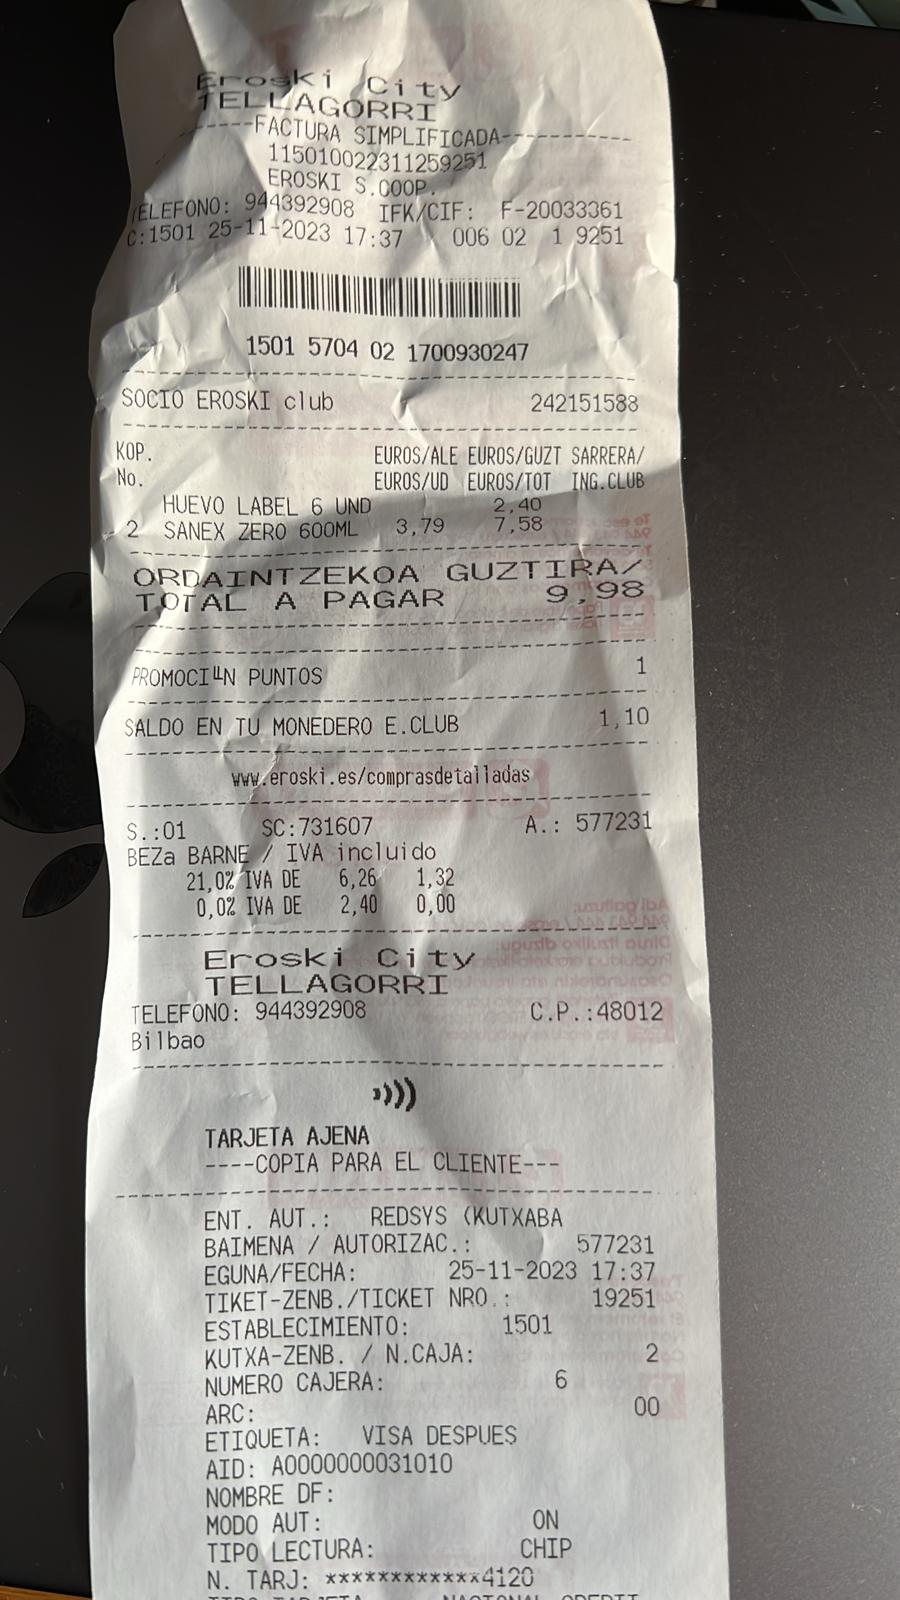 Eroski City
TELLAGORRI
-----FACTURA SIMPLIFICADA-----------
115010022311259251
EROSKI S.COOP.
TELEFONO: 944392908 IFK/CIF: F-20033361
C:1501 25-11-2023 17:37 006 02 1 9251
1501 5704 02 1700930247
SOCIO EROSKI club 242151588
KOP. EUROS/ALE EUROS/GUZT SARRERA/
No. EUROS/UD EUROS/TOT ING.CLUB
HUEVO LABEL 6 UND 2,40
2 SANEX ZERO 600ML 3,79 7,58
ORDAINTZEKOA GUZTIRA/
TOTAL A PAGAR 9,98
PROMOCI╨N PUNTOS 1
SALDO EN TU MONEDERO E.CLUB 1,10
www.eroski.es/comprasdetalladas
S.:01 SC:731607 A.: 577231
BEZa BARNE / IVA incluido
21,0% IVA DE 6,26 1,32
0,0% IVA DE 2,40 0,00
Eroski City
TELLAGORRI
TELEFONO: 944392908 C.P.:48012
Bilbao
TARJETA AJENA
----COPIA PARA EL CLIENTE---
ENT. AUT.: REDSYS (KUTXABA
BAIMENA / AUTORIZAC.: 577231
EGUNA/FECHA: 25-11-2023 17:37
TIKET-ZENB./TICKET NRO.: 19251
ESTABLECIMIENTO: 1501
KUTXA-ZENB. / N.CAJA: 2
NUMERO CAJERA: 6
ARC: 00
ETIQUETA: VISA DESPUES
AID: A0000000031010
NOMBRE DF:
MODO AUT: ON
TIPO LECTURA: CHIP
N. TARJ: ************4120